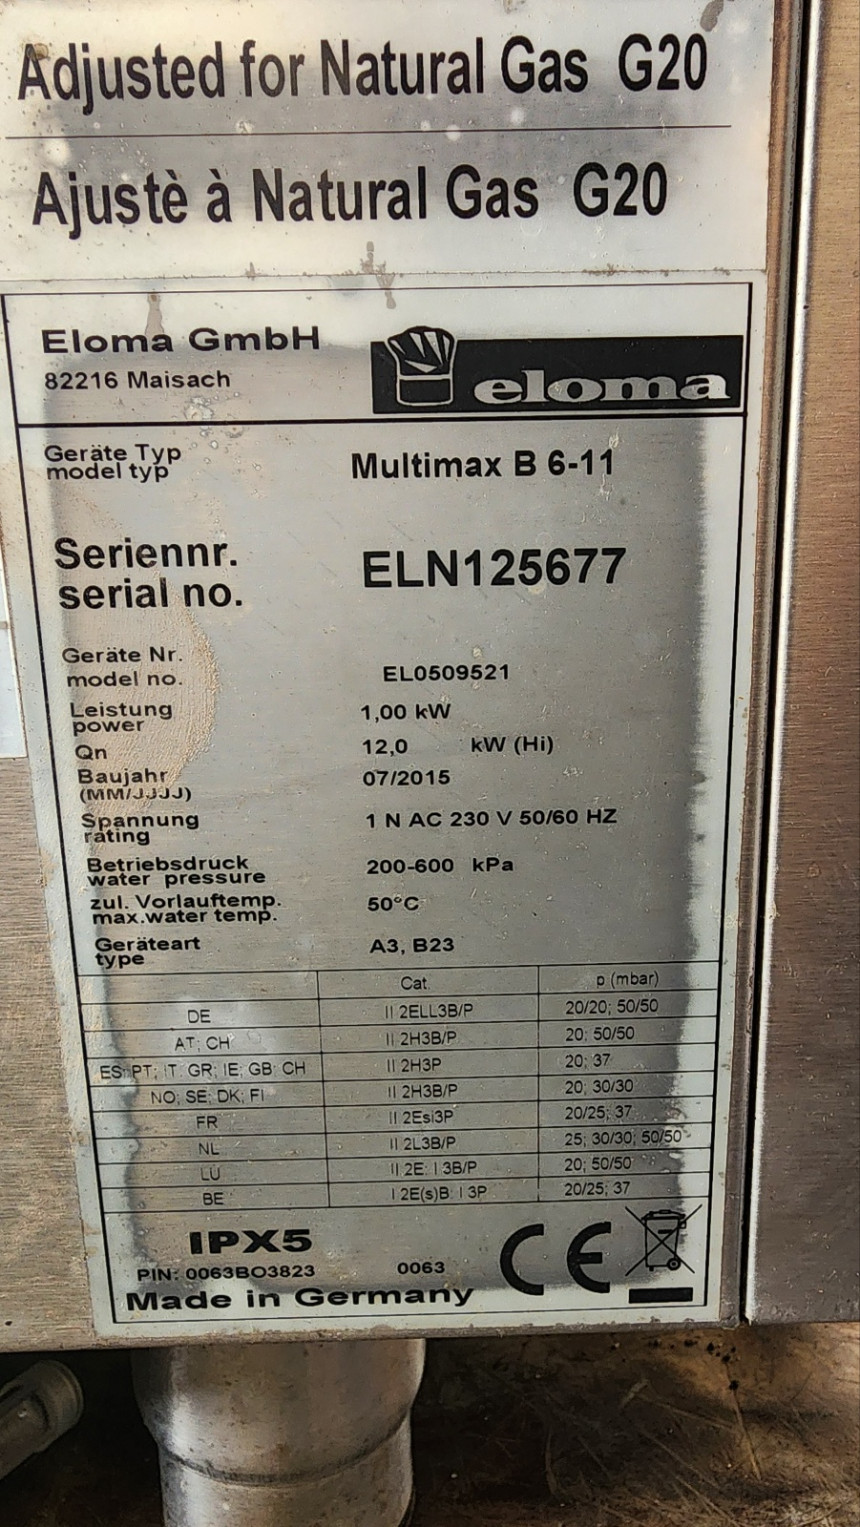 Adjusted for Natural Gas G20
Ajustè à Natural Gas G20
Eloma GmbH
82216 Maisach
eloma
Geräte Typ
model typ
Multimax B 6-11
Seriennr.
serial no.
ELN125677
Geräte Nr.
model no.
EL0509521
Leistung
power
1,00 kW
Qn 12,0 kW (Hi)
Baujahr
(MM/JJJJ)
07/2015
Spannung
rating
1 N AC 230 V 50/60 HZ
Betriebsdruck
water pressure
200-600 kPa
zul. Vorlauftemp.
max.water temp.
50°C
Geräteart
type
A3, B23
Cat. p (mbar)
DE II 2ELL3B/P 20/20; 50/50
AT; CH II 2H3B/P 20; 50/50
ES; PT; IT; GR; IE; GB; CH II 2H3P 20; 37
NO; SE; DK; FI II 2H3B/P 20; 30/30
FR II 2Esi3P 20/25; 37
NL II 2L3B/P 25; 30/30; 50/50
LU II 2E; I 3B/P 20; 50/50
BE I 2E(s)B; I 3P 20/25; 37
IPX5
PIN: 0063BO3823 0063
CE
Made in Germany